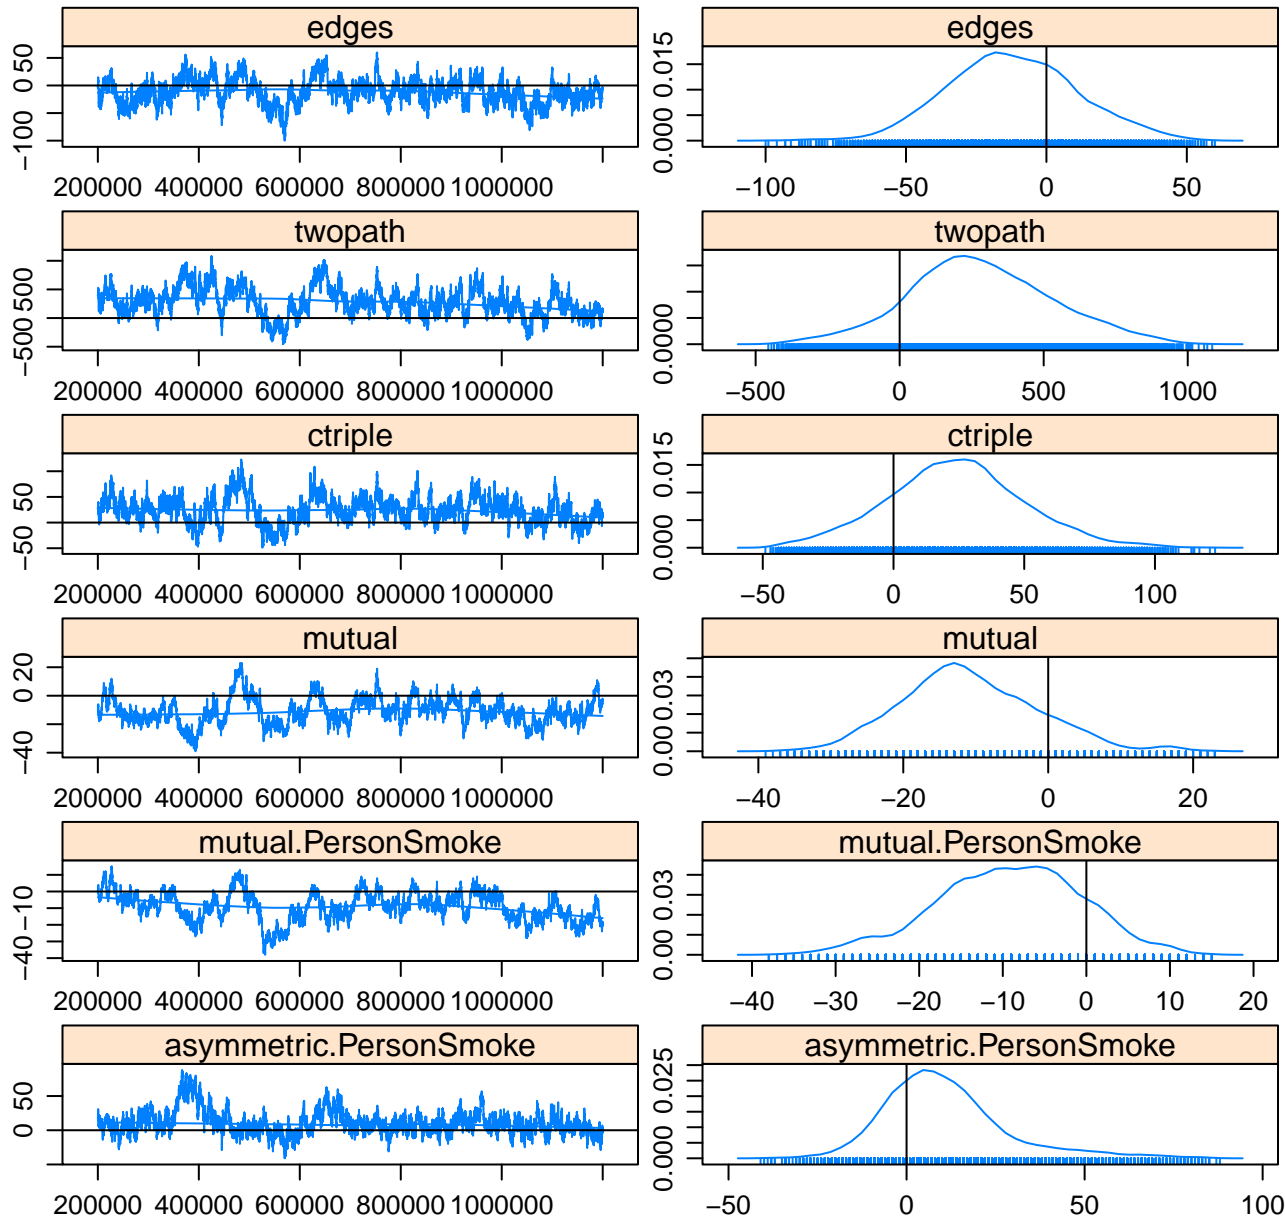 edges
edges
−100 0 50
0.000 0.015
200000 400000 600000 800000 1000000
−100 −50 0 50
twopath
twopath
−500 500
0.0000
200000 400000 600000 800000 1000000
−500 0 500 1000
ctriple
ctriple
−50 50
0.000 0.015
200000 400000 600000 800000 1000000
−50 0 50 100
mutual
mutual
−40 0 20
0.00 0.03
200000 400000 600000 800000 1000000
−40 −20 0 20
mutual.PersonSmoke
mutual.PersonSmoke
−40 −10
0.00 0.03
200000 400000 600000 800000 1000000
−40 −30 −20 −10 0 10 20
asymmetric.PersonSmoke
asymmetric.PersonSmoke
0 50
0.000 0.025
200000 400000 600000 800000 1000000
−50 0 50 100